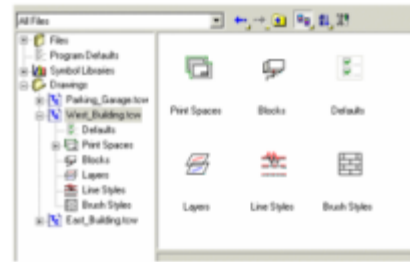 All Files
Files
Program Defaults
Symbol Libraries
Drawings
Parking_Garage.tcw
West_Building.tcw
Defaults
Print Spaces
Blocks
Layers
Line Styles
Brush Styles
East_Building.tcw
Print Spaces
Blocks
Defaults
Layers
Line Styles
Brush Styles